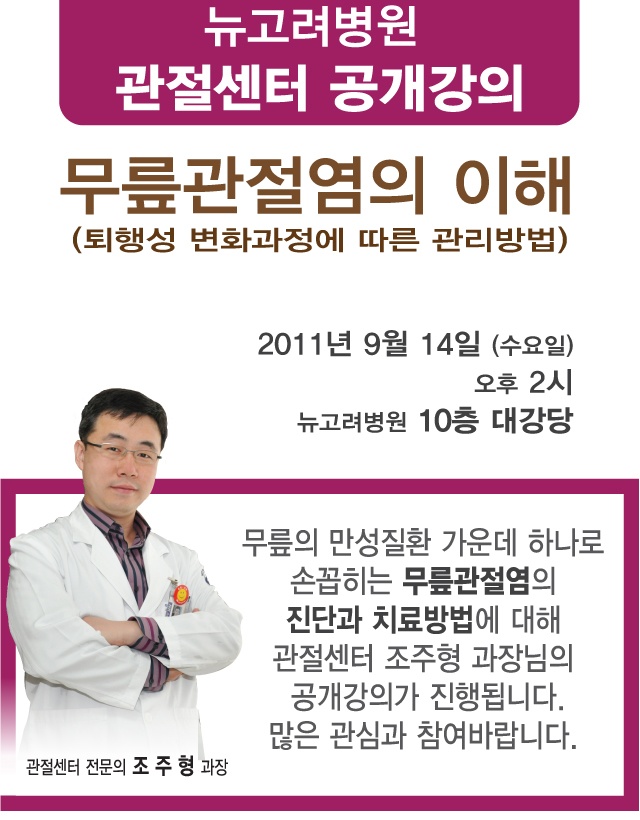 뉴고려병원
관절센터 공개강의
무릎관절염의 이해
(퇴행성 변화과정에 따른 관리방법)
2011년 9월 14일 (수요일)
오후 2시
뉴고려병원 10층 대강당
무릎의 만성질환 가운데 하나로
손꼽히는 무릎관절염의
진단과 치료방법에 대해
관절센터 조주형 과장님의
공개강의가 진행됩니다.
많은 관심과 참여바랍니다.
관절센터 전문의 조 주 형 과장